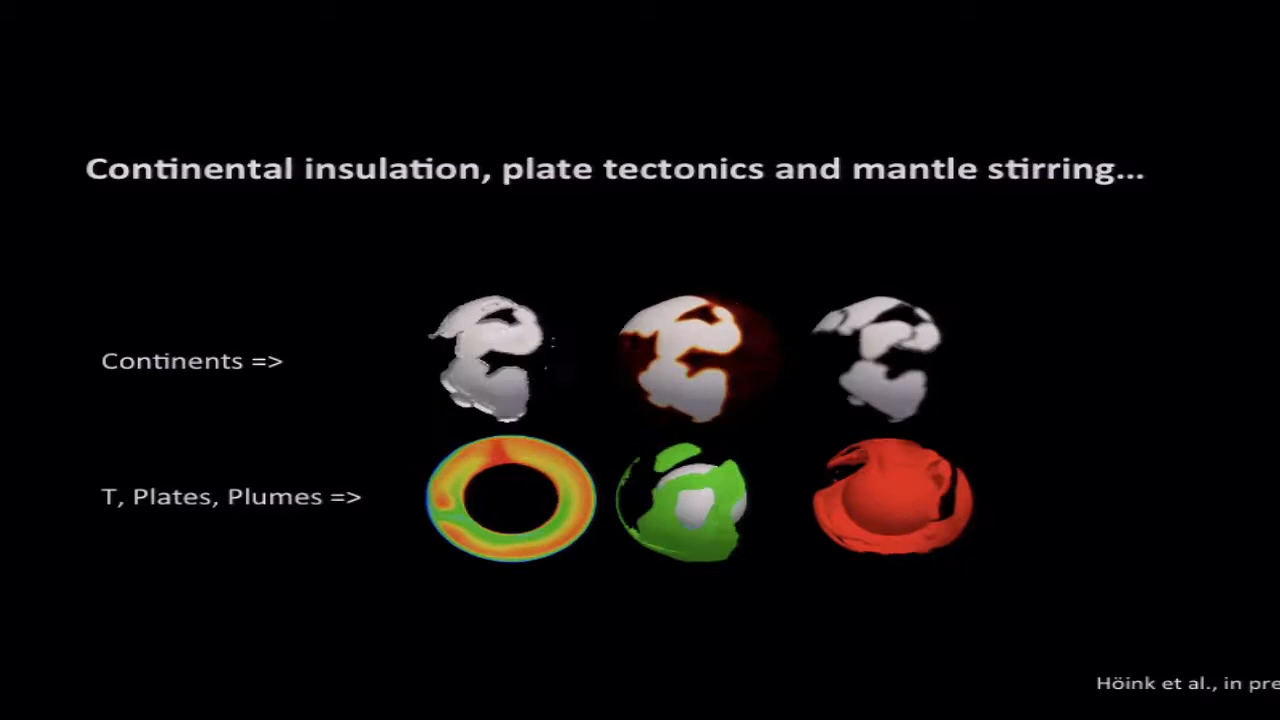 Continental insulation, plate tectonics and mantle stirring...
Continents =>
T, Plates, Plumes =>
Höink et al., in pre